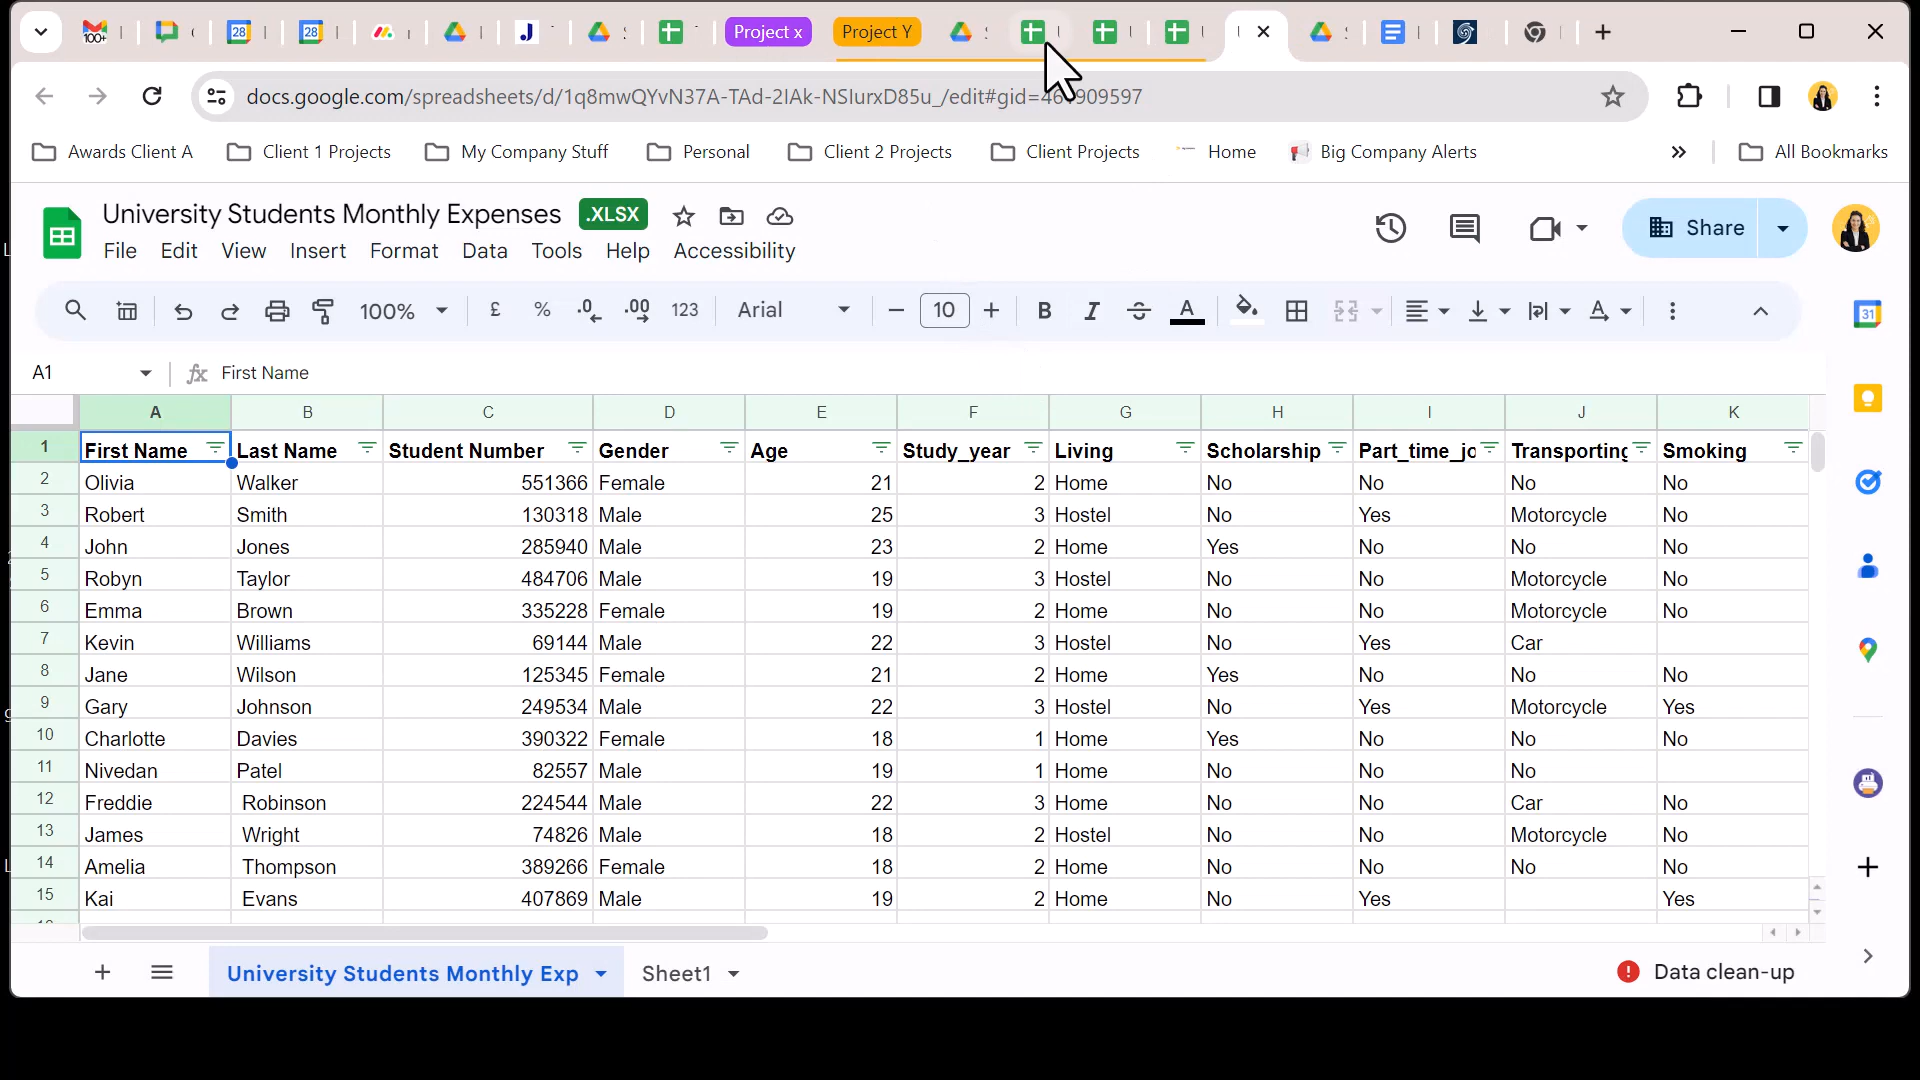 100+ 28 28 J Project x Project Y
docs.google.com/spreadsheets/d/1q8mwQYvN37A-TAd-2IAk-NSIurxD85u_/edit#gid=46 909597
Awards Client A Client 1 Projects My Company Stuff Personal Client 2 Projects Client Projects Home Big Company Alerts » All Bookmarks
University Students Monthly Expenses .XLSX
Share
File Edit View Insert Format Data Tools Help Accessibility
100% £ % .0 .00 123 Arial 10 B I S A A
31
A1 fx First Name
A B C D E F G H I J K
1 First Name Last Name Student Number Gender Age Study_year Living Scholarship Part_time_jo Transporting Smoking
2 Olivia Walker 551366 Female 21 2 Home No No No No
3 Robert Smith 130318 Male 25 3 Hostel No Yes Motorcycle No
4 John Jones 285940 Male 23 2 Home Yes No No No
5 Robyn Taylor 484706 Male 19 3 Hostel No No Motorcycle No
6 Emma Brown 335228 Female 19 2 Home No No Motorcycle No
7 Kevin Williams 69144 Male 22 3 Hostel No Yes Car
8 Jane Wilson 125345 Female 21 2 Home Yes No No No
9 Gary Johnson 249534 Male 22 3 Hostel No Yes Motorcycle Yes
10 Charlotte Davies 390322 Female 18 1 Home Yes No No No
11 Nivedan Patel 82557 Male 19 1 Home No No No
12 Freddie Robinson 224544 Male 22 3 Home No No Car No
13 James Wright 74826 Male 18 2 Hostel No No Motorcycle No
14 Amelia Thompson 389266 Female 18 2 Home No No No No
15 Kai Evans 407869 Male 19 2 Home No Yes Yes
University Students Monthly Exp Sheet1 Data clean-up